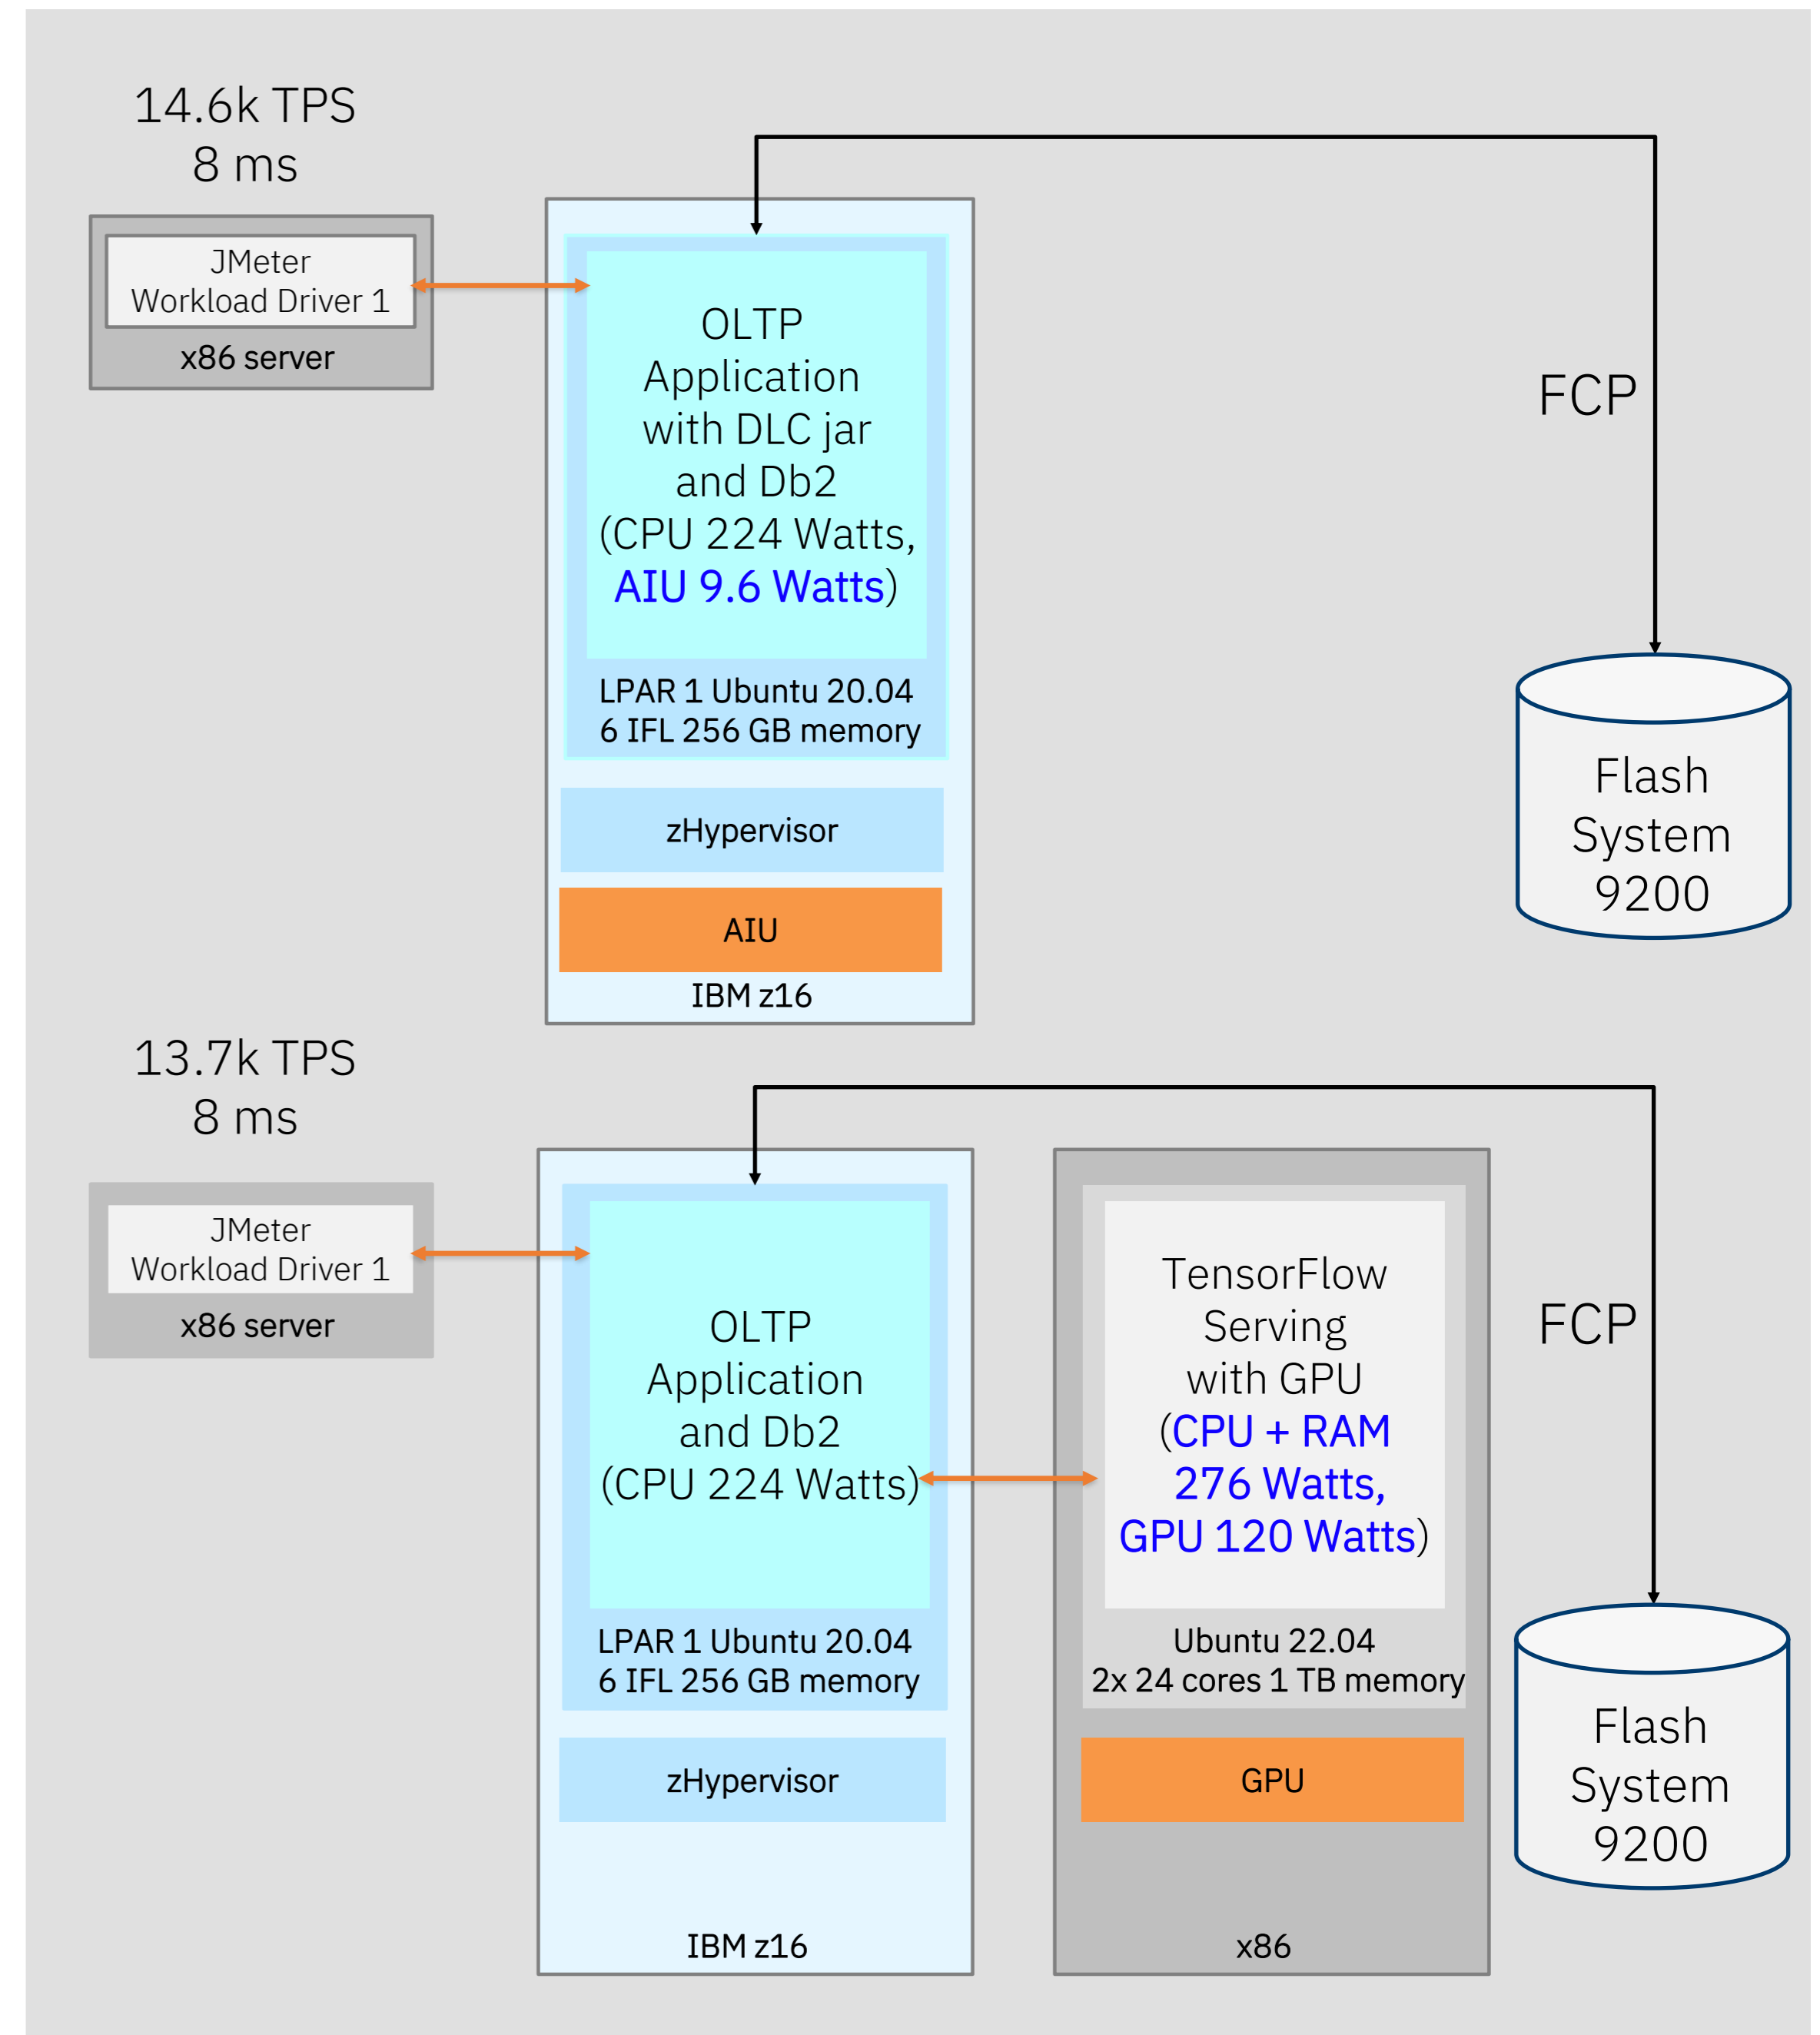 14.6k TPS
8 ms
JMeter
Workload Driver 1
x86 server
OLTP
Application
with DLC jar
and Db2
(CPU 224 Watts,
AIU 9.6 Watts)
LPAR 1 Ubuntu 20.04
6 IFL 256 GB memory
zHypervisor
AIU
IBM z16
FCP
Flash
System
9200
13.7k TPS
8 ms
JMeter
Workload Driver 1
x86 server
OLTP
Application
and Db2
(CPU 224 Watts)
LPAR 1 Ubuntu 20.04
6 IFL 256 GB memory
zHypervisor
IBM z16
TensorFlow
Serving
with GPU
(CPU + RAM
276 Watts,
GPU 120 Watts)
Ubuntu 22.04
2x 24 cores 1 TB memory
GPU
x86
FCP
Flash
System
9200